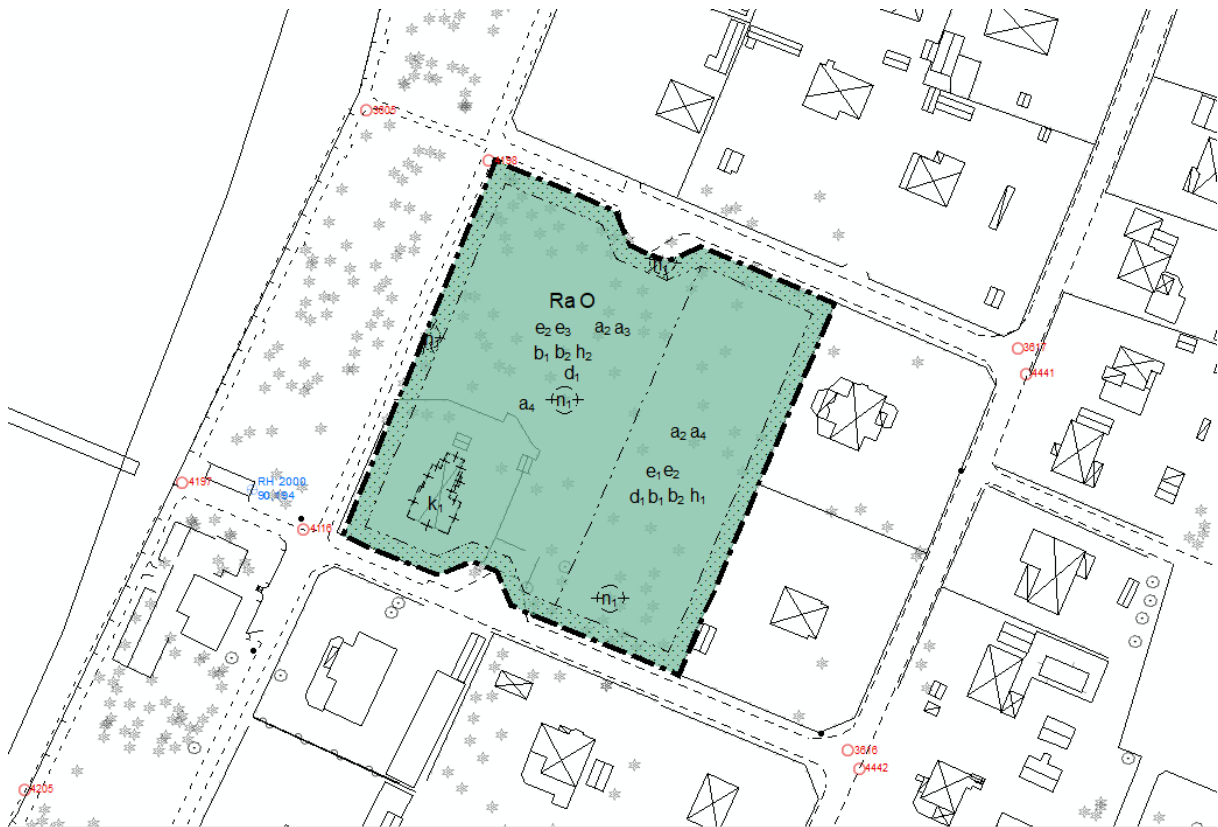 3605
4198
n₁
Ra O
e₂ e₃ a₂ a₃
n₁
b₁ b₂ h₂
d₁
a₄ n₁
3617
4441
a₂ a₄
e₁ e₂
d₁ b₁ b₂ h₁
4197
RH 2000
90,494
k₁
4116
n₁
3616
4442
4205